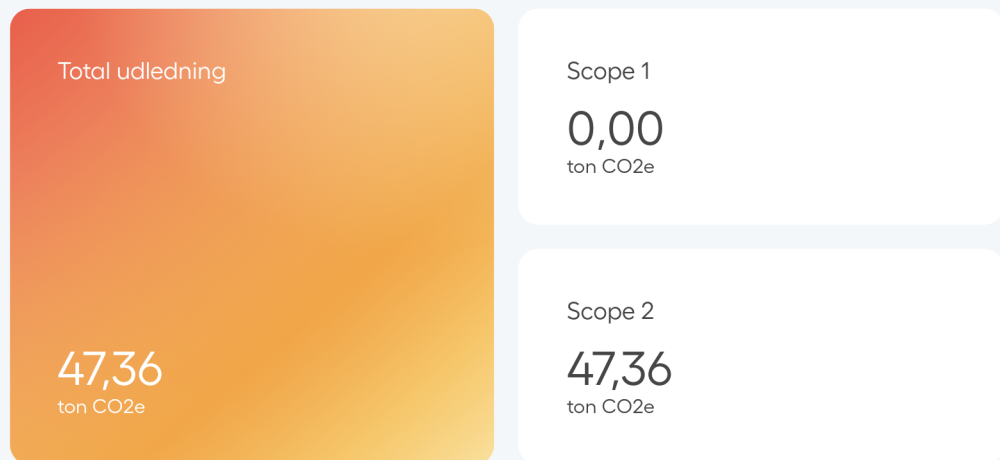 Total udledning
47,36
ton CO2e
Scope 1
0,00
ton CO2e
Scope 2
47,36
ton CO2e